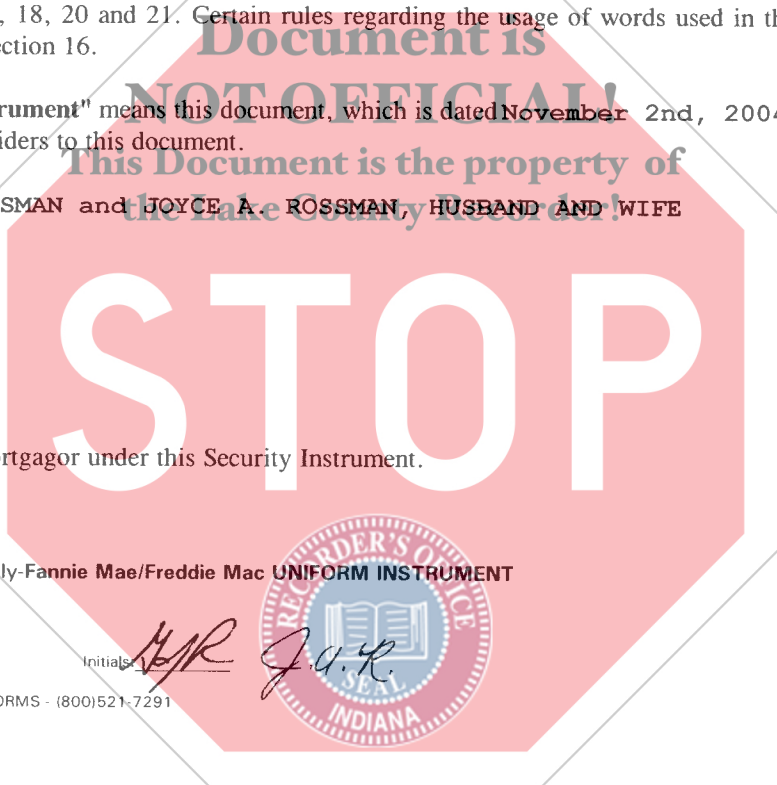 , 18, 20 and 21. Certain rules regarding the usage of words used in th
ection 16.
Document is
NOT OFFICIAL!
rument" means this document, which is dated November 2nd, 2004
iders to this document.
This Document is the property of
the Lake County Recorder!
SMAN and JOYCE A. ROSSMAN, HUSBAND AND WIFE
STOP
rtgagor under this Security Instrument.
ly-Fannie Mae/Freddie Mac UNIFORM INSTRUMENT
RECORDER'S OFFICE
SEAL
INDIANA
Initials: J.A.R.
ORMS - (800)521-7291